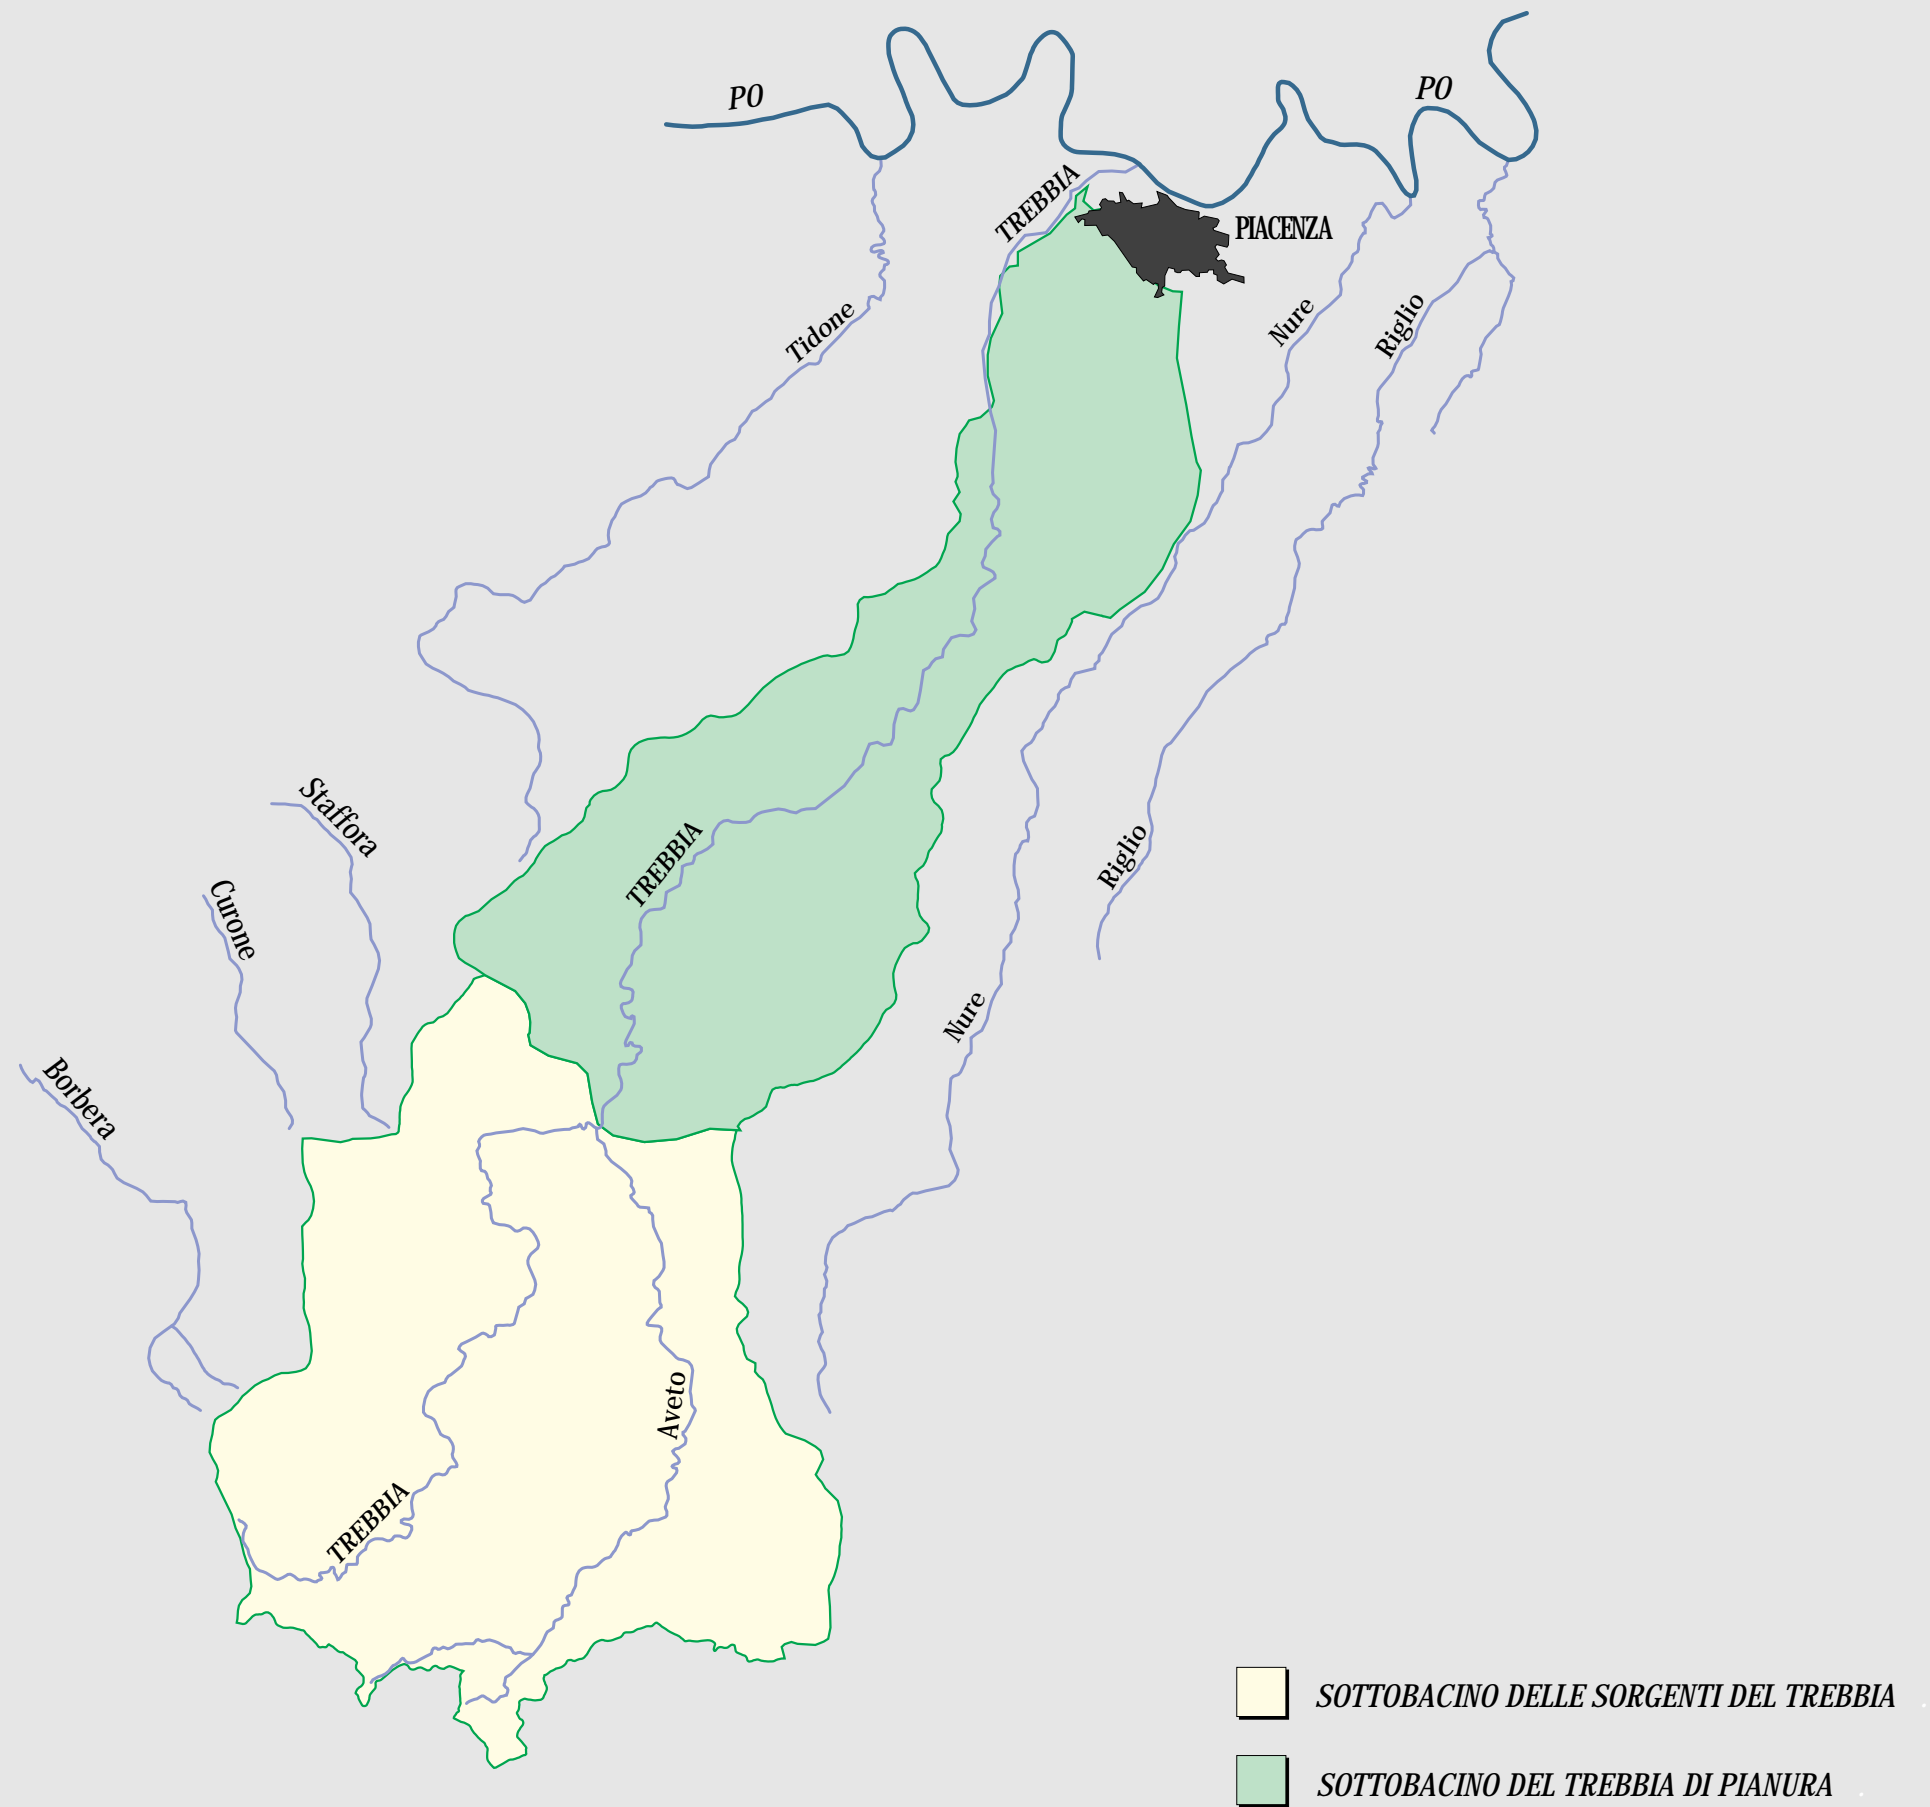 PO
PO
TREBBIA
PIACENZA
Tidone
Nure
Riglio
Staffora
TREBBIA
Riglio
Curone
Nure
Borbera
Aveto
TREBBIA
SOTTOBACINO DELLE SORGENTI DEL TREBBIA
SOTTOBACINO DEL TREBBIA DI PIANURA